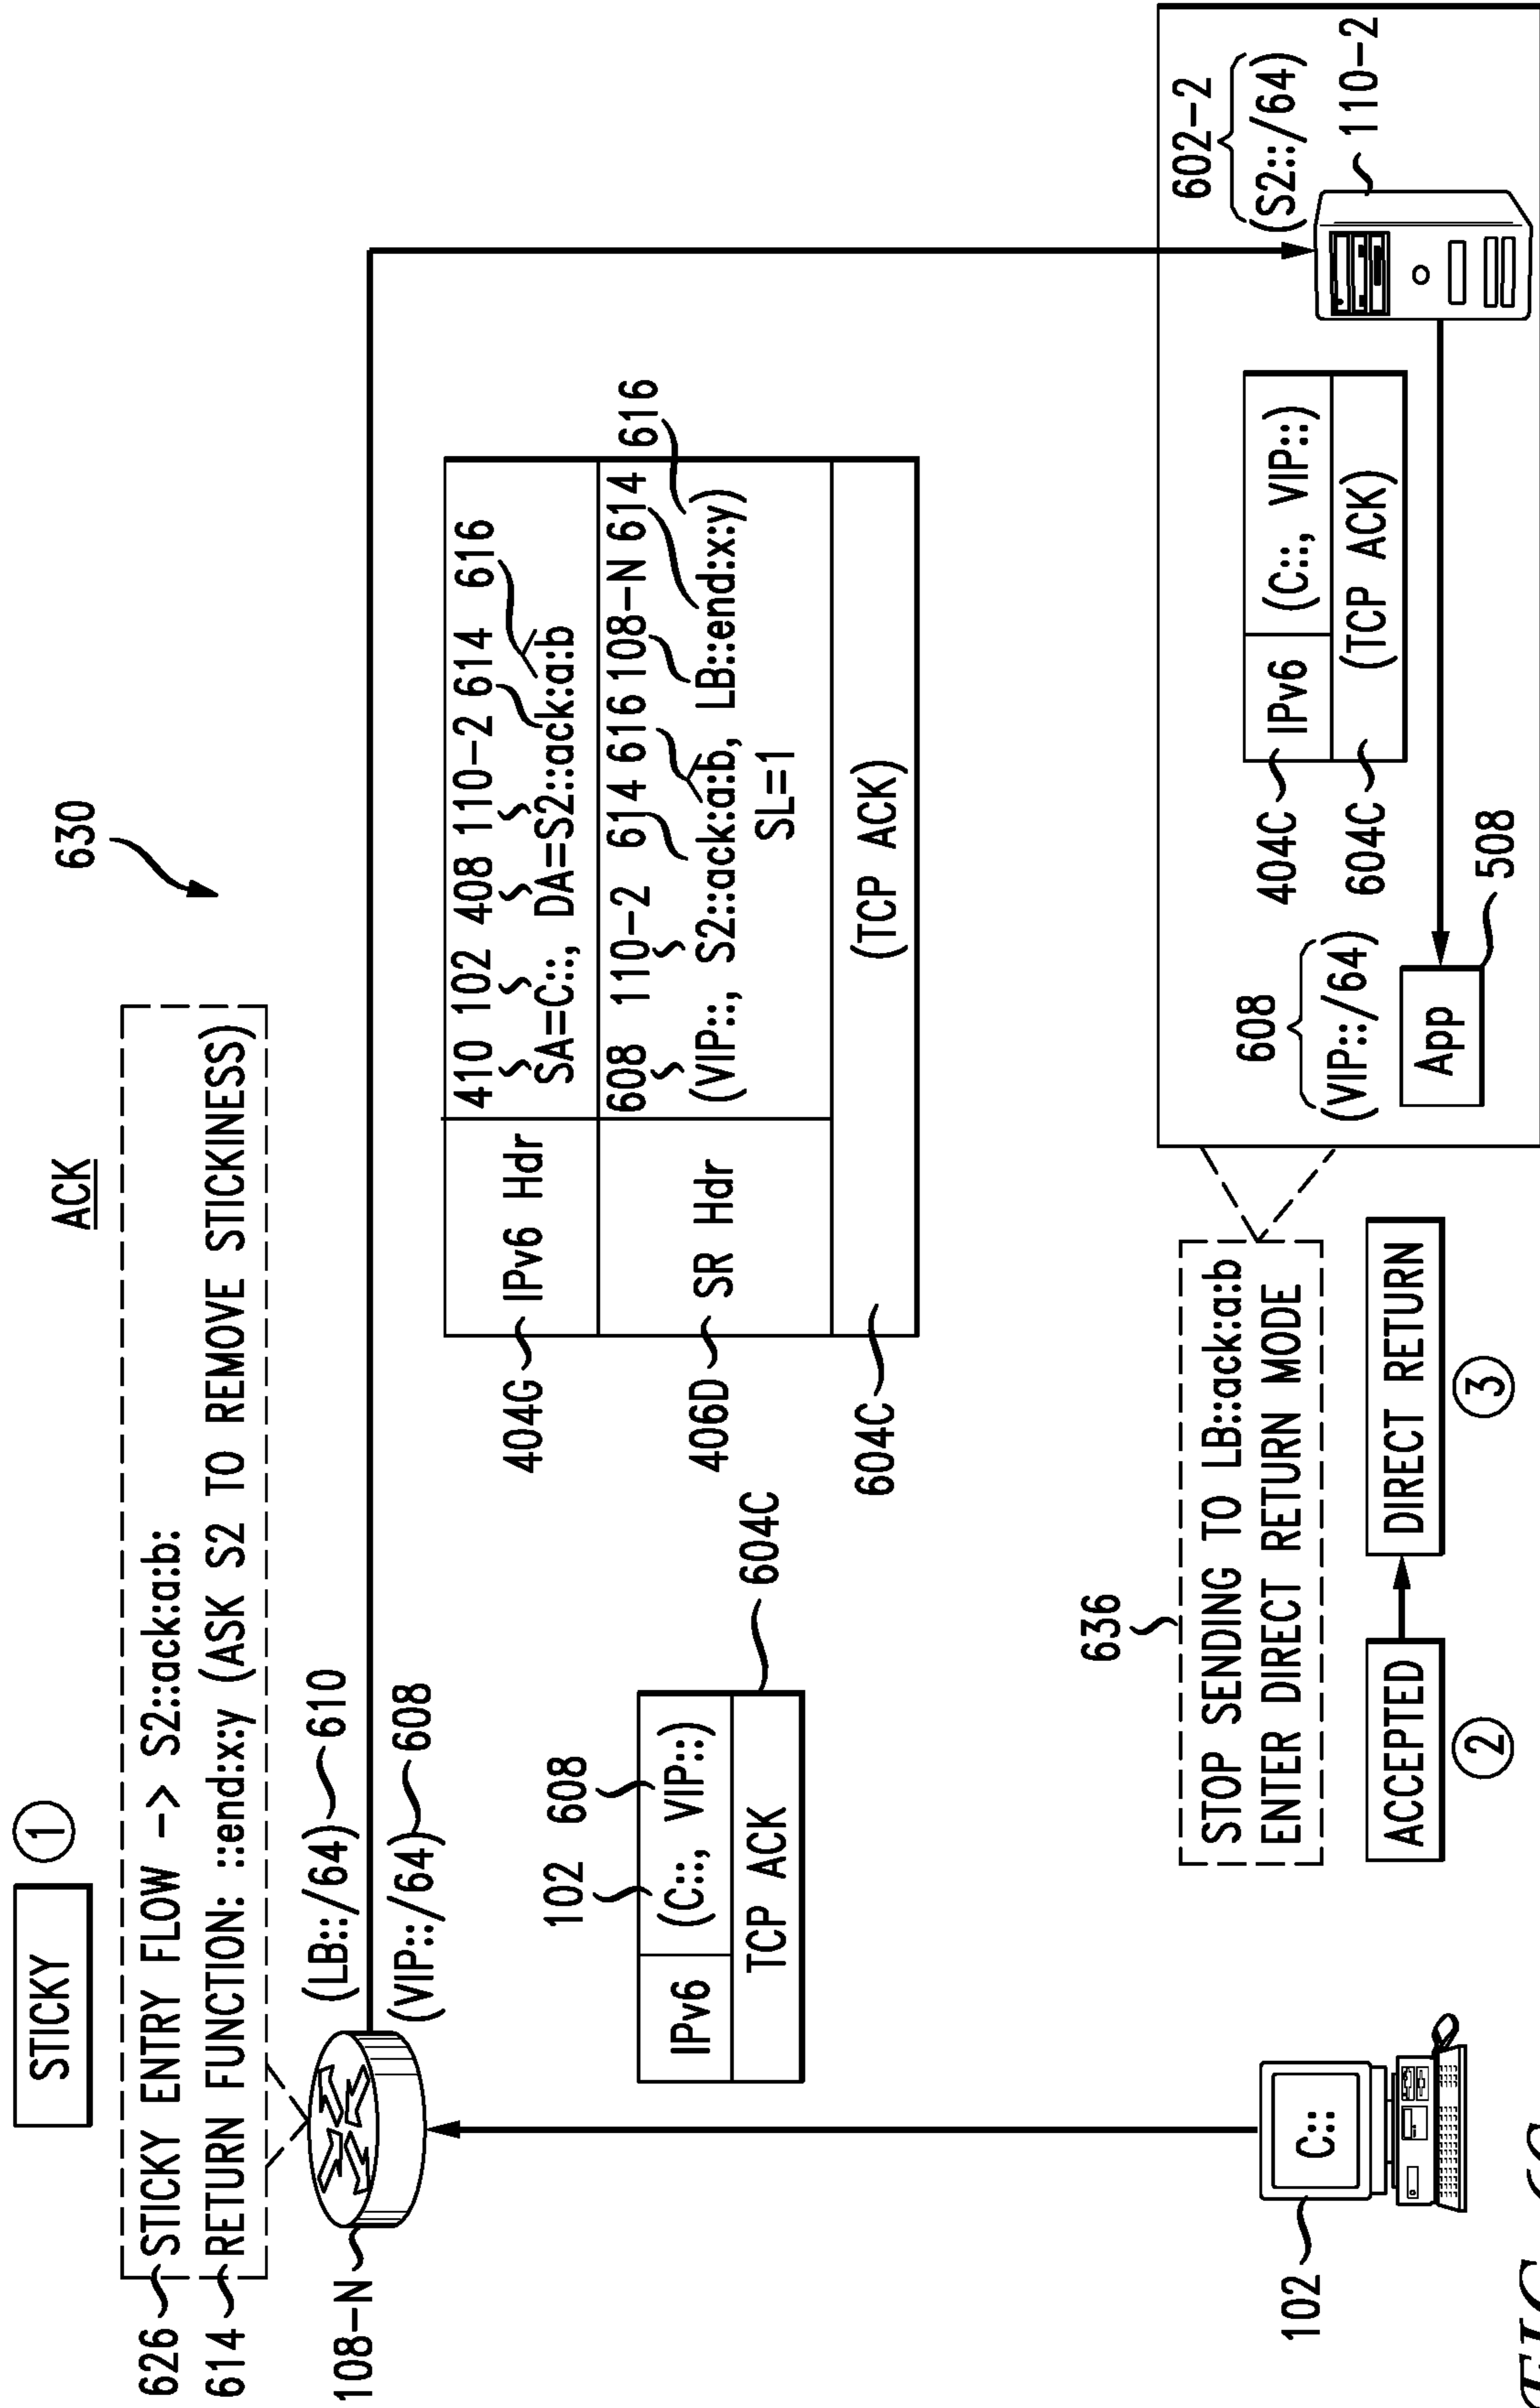 ACK
630
STICKY 1
626 STICKY ENTRY FLOW -> S2::ack:a:b:
614 RETURN FUNCTION: ::end:x:y (ASK S2 TO REMOVE STICKINESS)
108-N
(LB::/64) 610
(VIP::/64) 608
410 102 408 110-2 614 616
404G IPv6 Hdr SA=C::, DA=S2::ack:a:b
608 110-2 614 616 108-N 614 616
406D SR Hdr (VIP::, S2::ack:a:b, LB::end:x:y)
SL=1
604C (TCP ACK)
102 608
IPv6 (C::, VIP::)
TCP ACK
604C
602-2
(S2::/64)
110-2
404C IPv6 (C::, VIP::)
604C (TCP ACK)
608
(VIP::/64)
App
508
636
STOP SENDING TO LB::ack:a:b
ENTER DIRECT RETURN MODE
ACCEPTED DIRECT RETURN
2 3
C::
102